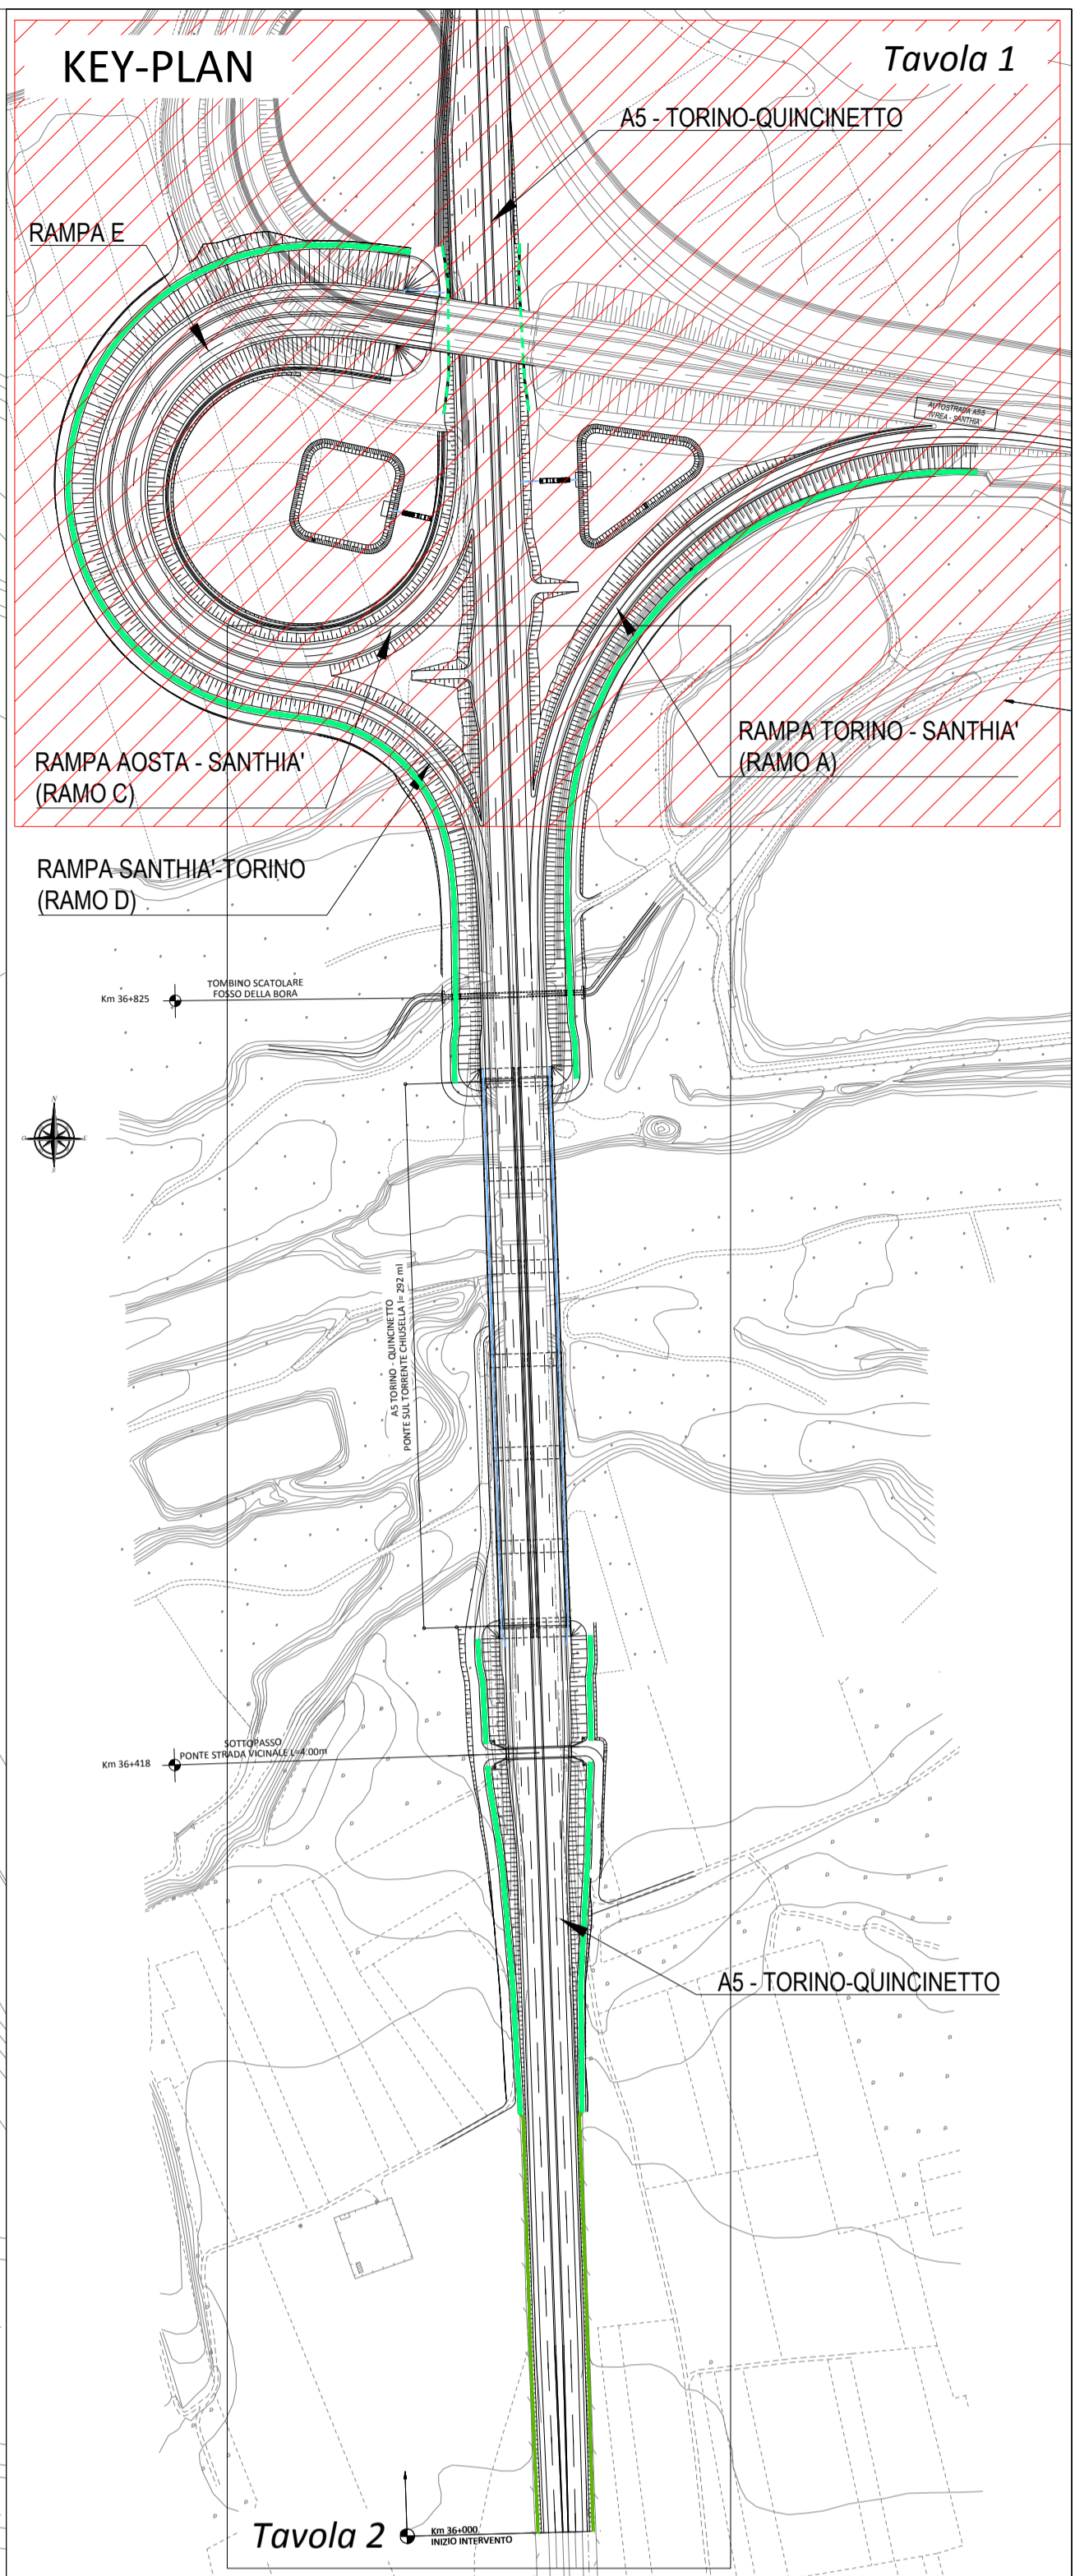 KEY-PLAN
Tavola 1
A5 - TORINO-QUINCINETTO
RAMPA E
AUTOSTRADA A5/5
IVREA - SANTHIA'
RAMPA TORINO - SANTHIA'
(RAMO A)
RAMPA AOSTA - SANTHIA'
(RAMO C)
RAMPA SANTHIA'-TORINO
(RAMO D)
Km 36+825
TOMBINO SCATOLARE
FOSSO DELLA BORA
N
O
E
S
A5 TORINO - QUINCINETTO
PONTE SUL TORRENTE CHIUSELLA l= 292 ml
Km 36+418
SOTTOPASSO
PONTE STRADA VICINALE L=4.00m
A5 - TORINO-QUINCINETTO
Tavola 2
Km 36+000
INIZIO INTERVENTO